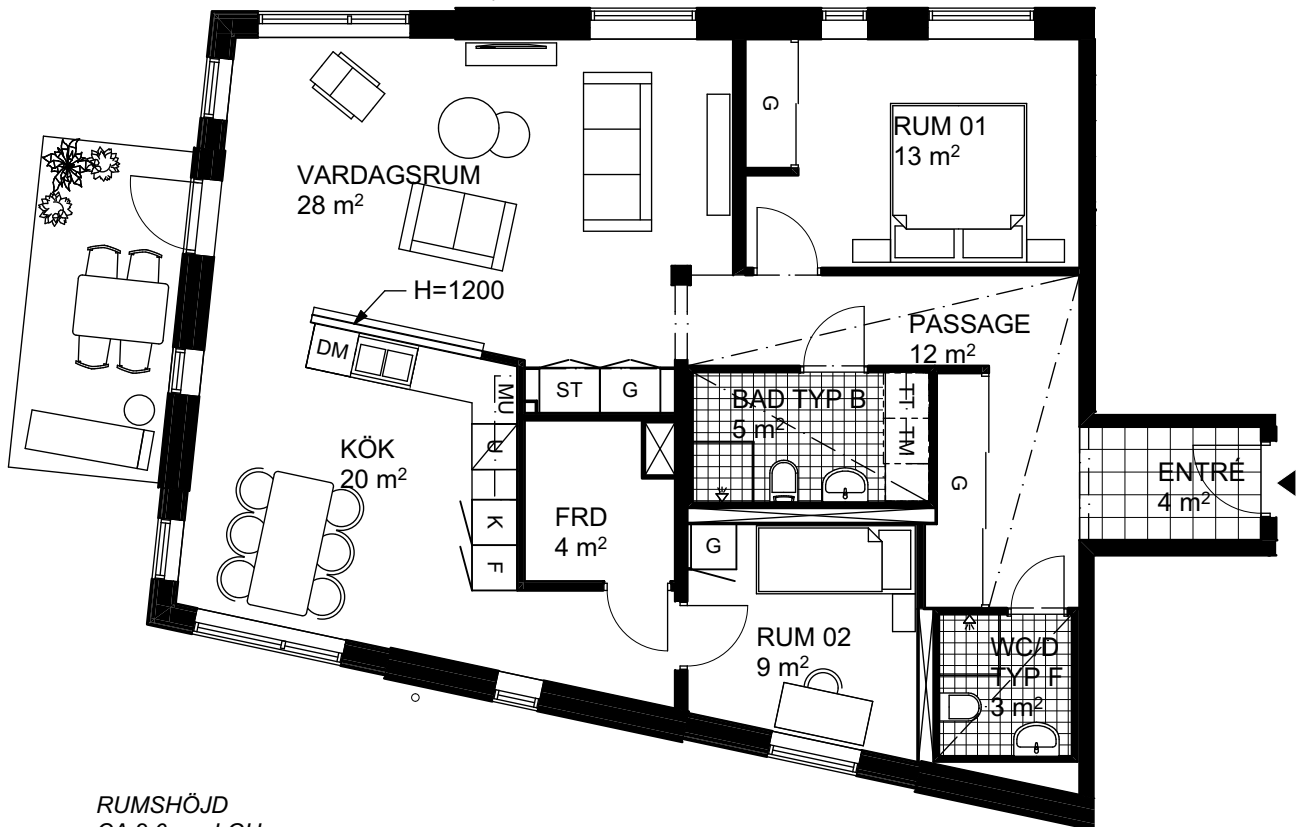 G
RUM 01
13 m²
VARDAGSRUM
28 m²
H=1200
PASSAGE
12 m²
DM
MU
ST
G
BAD TYP B
5 m²
TT
TM
U
KÖK
20 m²
K
F
FRD
4 m²
G
G
ENTRÉ
4 m²
RUM 02
9 m²
WC/D
TYP F
3 m²
RUMSHÖJD